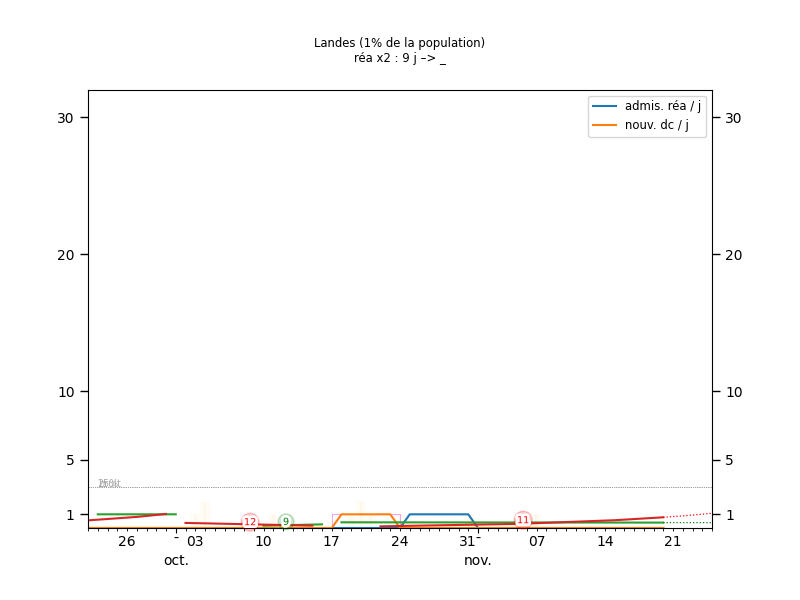 Landes (1% de la population)
réa x2 : 9 j –> _
admis. réa / j
nouv. dc / j
30 30
20 20
10 10
5 5
1 1
12 9 11
26 - 03 10 17 24 31- 07 14 21
oct. nov.